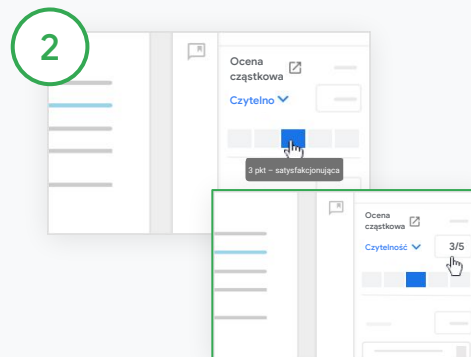 2
Ocena
cząstkowa
Czytelno
3 pkt – satysfakcjonująca
Ocena
cząstkowa
Czytelność
3/5